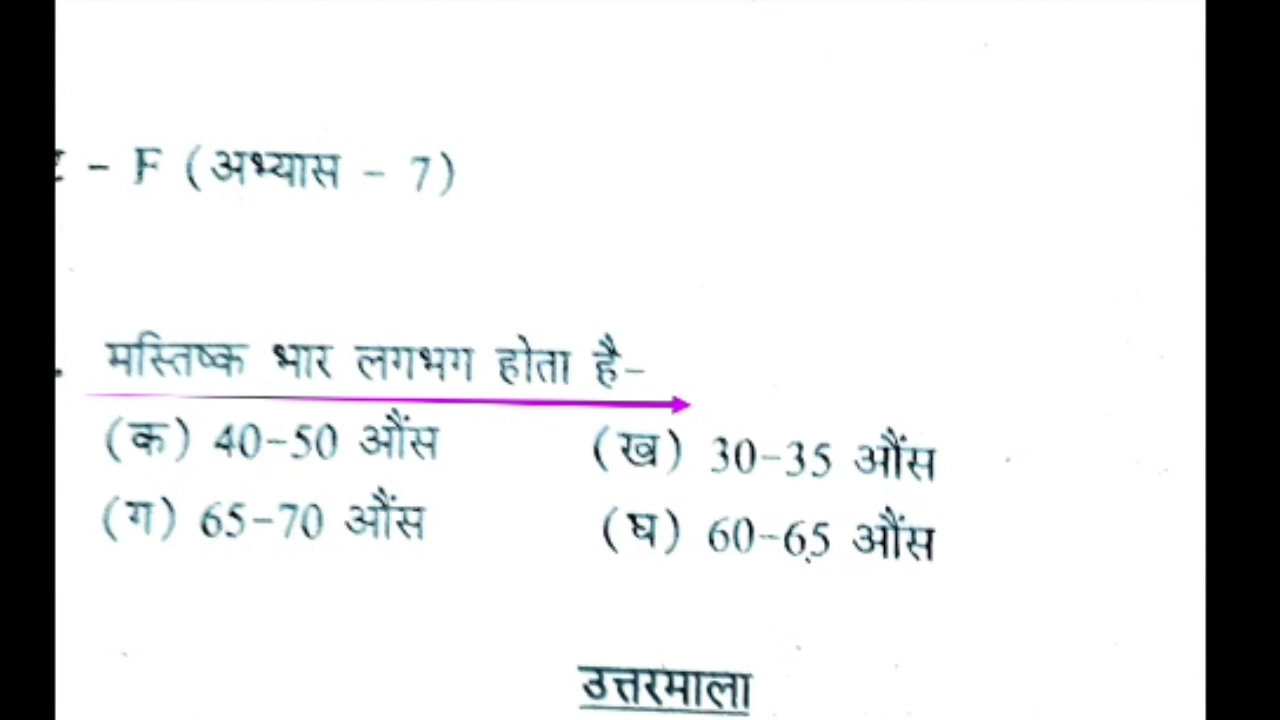 - F (अभ्यास - 7)
मस्तिष्क भार लगभग होता है-
(क) 40-50 औंस (ख) 30-35 औंस
(ग) 65-70 औंस (घ) 60-65 औंस
उत्तरमाला